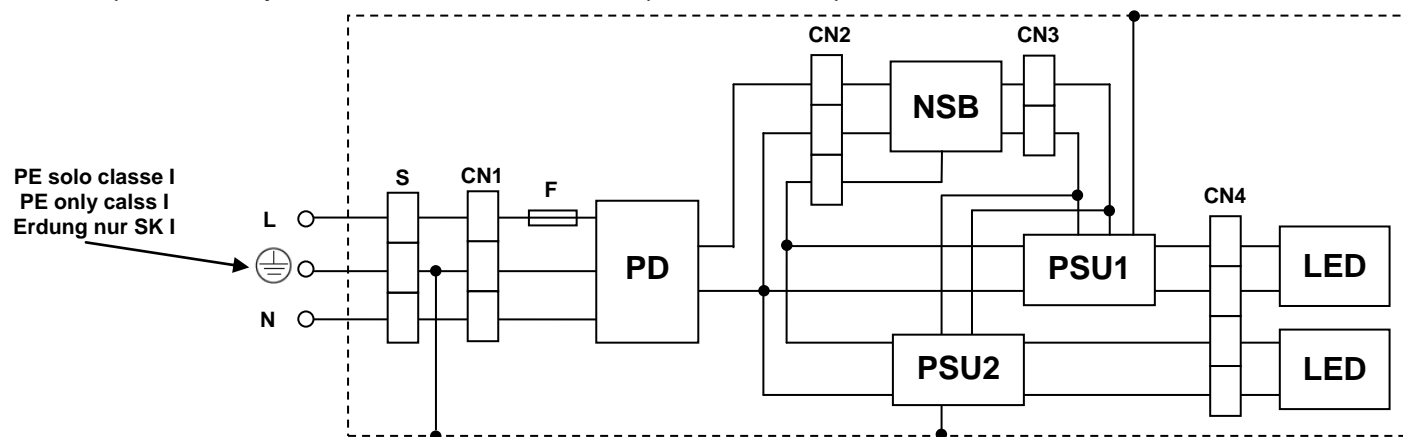 CN2
CN3
NSB
PE solo classe I
PE only calss I
Erdung nur SK I
S
CN1
F
CN4
L
PD
PSU1
LED
N
PSU2
LED